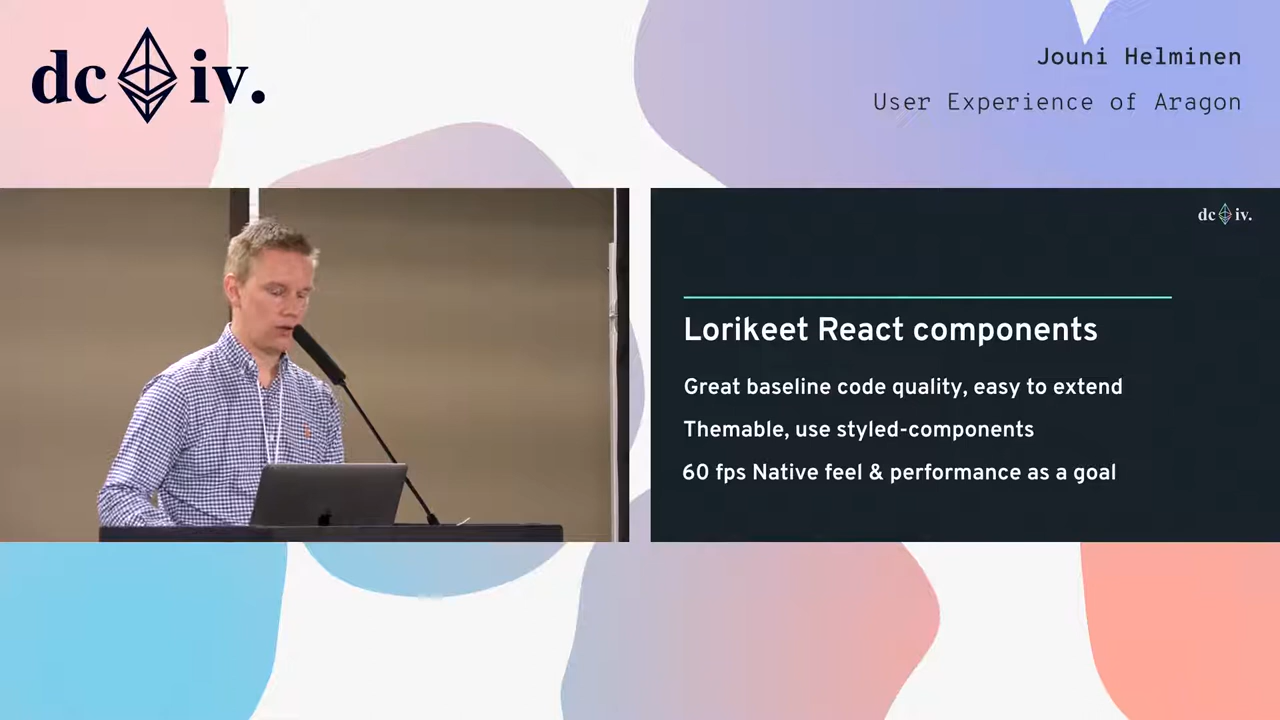 dc iv.
Jouni Helminen
User Experience of Aragon
dc iv.
Lorikeet React components
Great baseline code quality, easy to extend
Themable, use styled-components
60 fps Native feel & performance as a goal